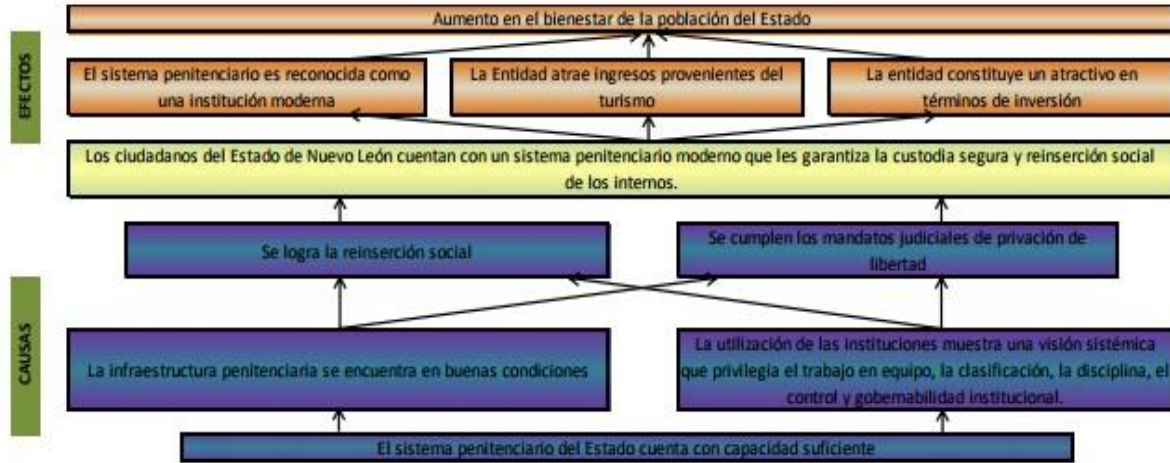 Aumento en el bienestar de la población del Estado
EFECTOS
El sistema penitenciario es reconocida como
una institución moderna
La Entidad atrae ingresos provenientes del
turismo
La entidad constituye un atractivo en
términos de inversión
Los ciudadanos del Estado de Nuevo León cuentan con un sistema penitenciario moderno que les garantiza la custodia segura y reinserción social
de los internos.
Se logra la reinserción social
Se cumplen los mandatos judiciales de privación de
libertad
CAUSAS
La infraestructura penitenciaria se encuentra en buenas condiciones
La utilización de las instituciones muestra una visión sistémica
que privilegia el trabajo en equipo, la clasificación, la disciplina, el
control y gobernabilidad institucional.
El sistema penitenciario del Estado cuenta con capacidad suficiente